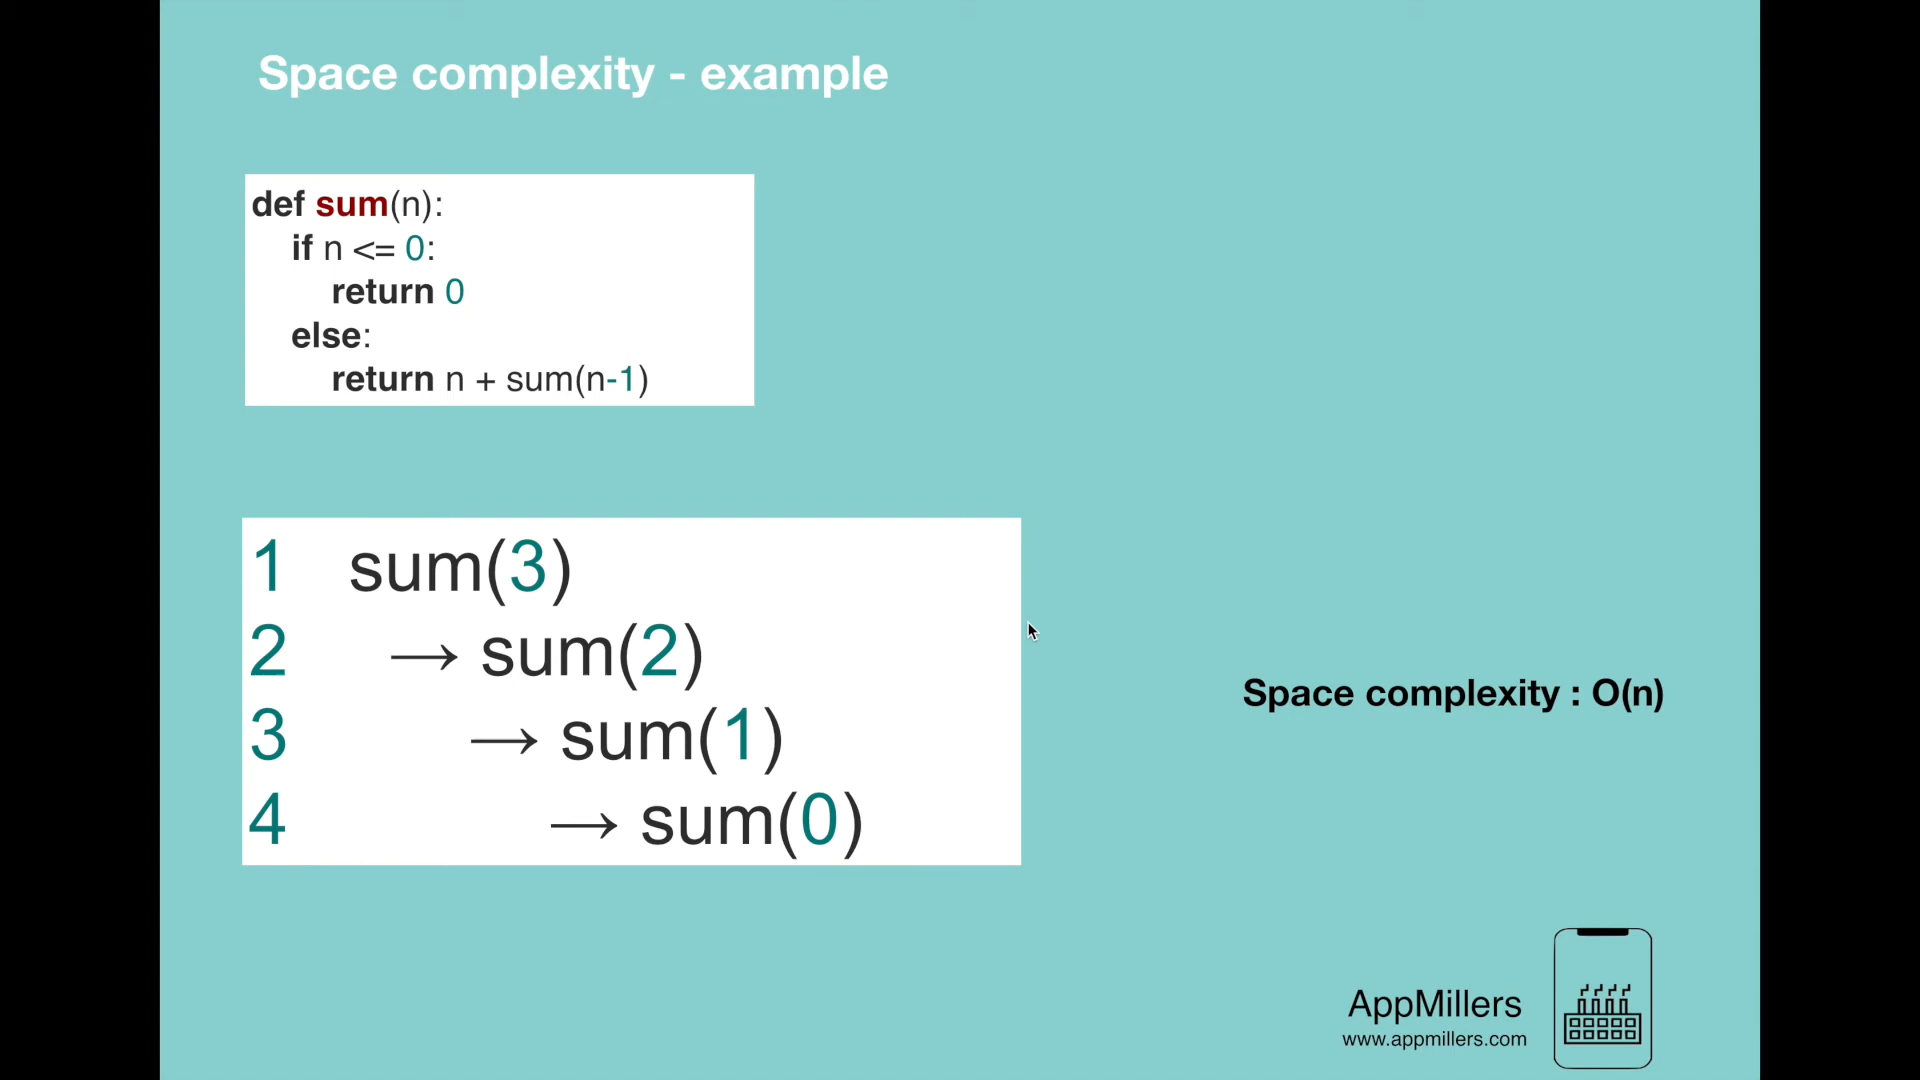 Space complexity - example
def sum(n):
if n <= 0:
return 0
else:
return n + sum(n-1)
1 sum(3)
2 → sum(2)
3 → sum(1)
4 → sum(0)
Space complexity : O(n)
AppMillers
www.appmillers.com